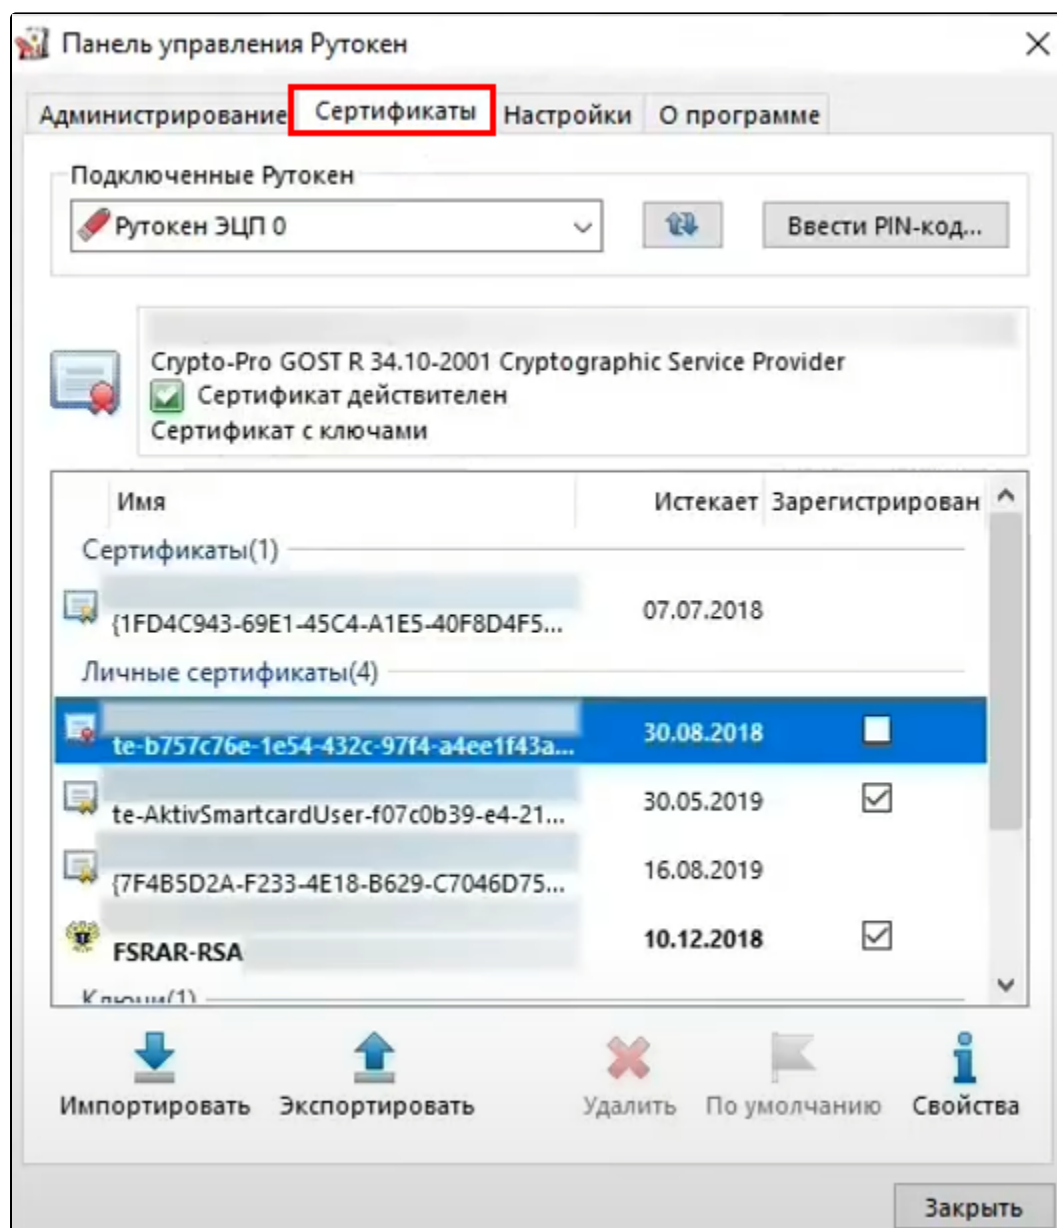 Панель управления Рутокен
Администрирование Сертификаты Настройки О программе
Подключенные Рутокен
Рутокен ЭЦП 0 Ввести PIN-код...
Crypto-Pro GOST R 34.10-2001 Cryptographic Service Provider
Сертификат действителен
Сертификат с ключами
Имя Истекает Зарегистрирован
Сертификаты(1)
{1FD4C943-69E1-45C4-A1E5-40F8D4F5... 07.07.2018
Личные сертификаты(4)
te-b757c76e-1e54-432c-97f4-a4ee1f43a... 30.08.2018
te-AktivSmartcardUser-f07c0b39-e4-21... 30.05.2019
{7F4B5D2A-F233-4E18-B629-C7046D75... 16.08.2019
FSRAR-RSA 10.12.2018
Ключи(1)
Импортировать Экспортировать Удалить По умолчанию Свойства
Закрыть